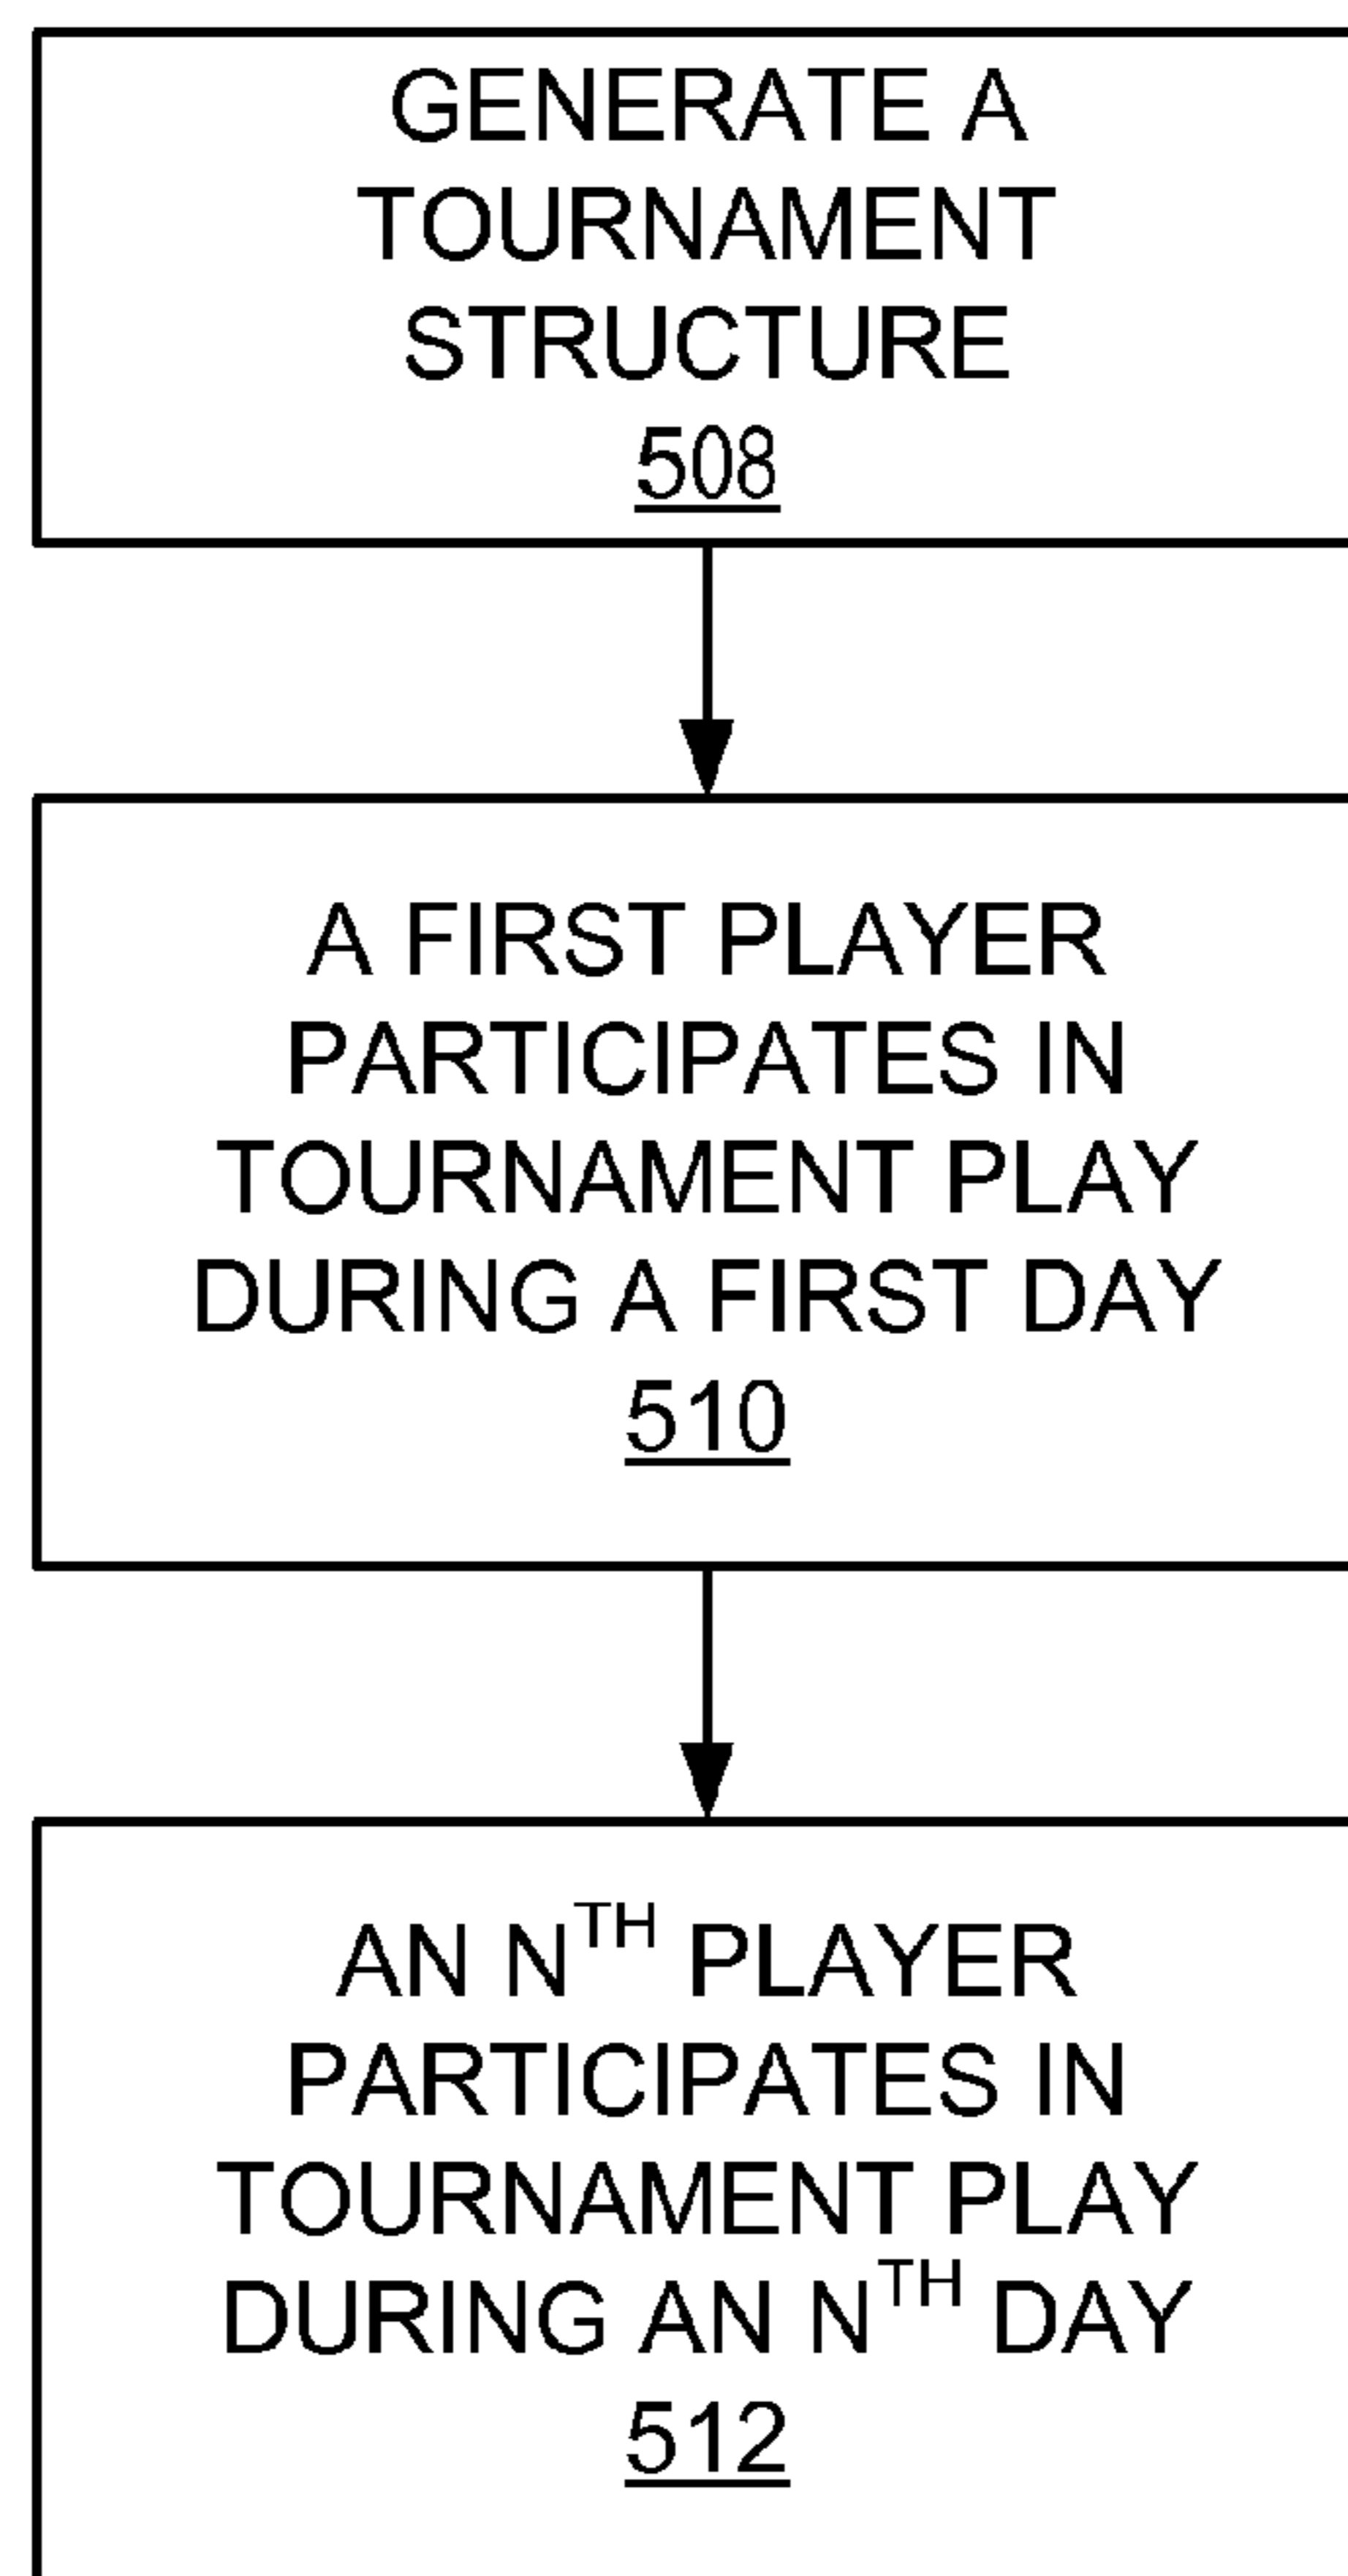 GENERATE A
TOURNAMENT
STRUCTURE
508
A FIRST PLAYER
PARTICIPATES IN
TOURNAMENT PLAY
DURING A FIRST DAY
510
AN NTH PLAYER
PARTICIPATES IN
TOURNAMENT PLAY
DURING AN NTH DAY
512